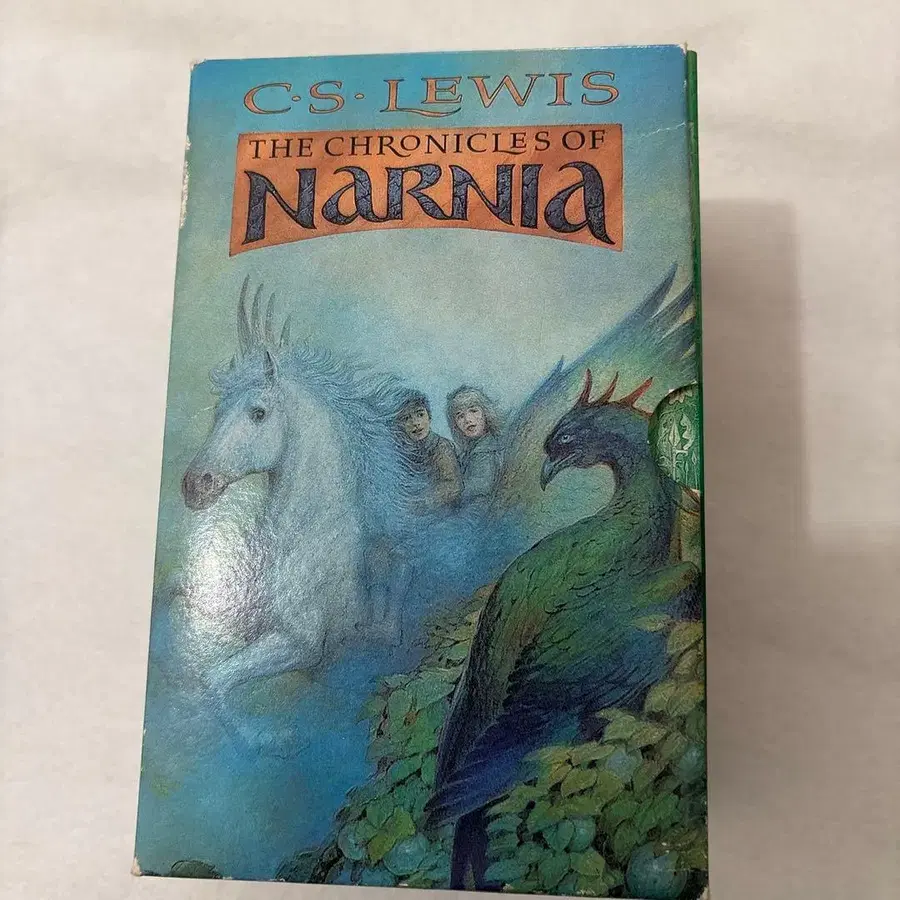 C·S·LEWIS
THE CHRONICLES OF
NARNIA